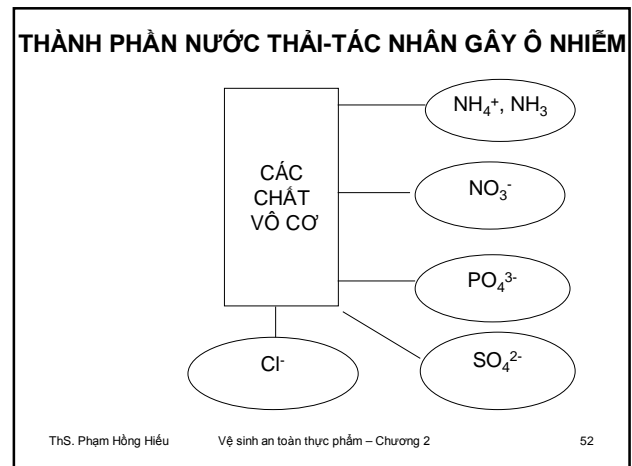 THÀNH PHẦN NƯỚC THẢI-TÁC NHÂN GÂY Ô NHIỄM
NH₄⁺, NH₃
CÁC
CHẤT
VÔ CƠ
NO₃⁻
PO₄³⁻
Cl⁻
SO₄²⁻
ThS. Phạm Hồng Hiếu Vệ sinh an toàn thực phẩm – Chương 2 52